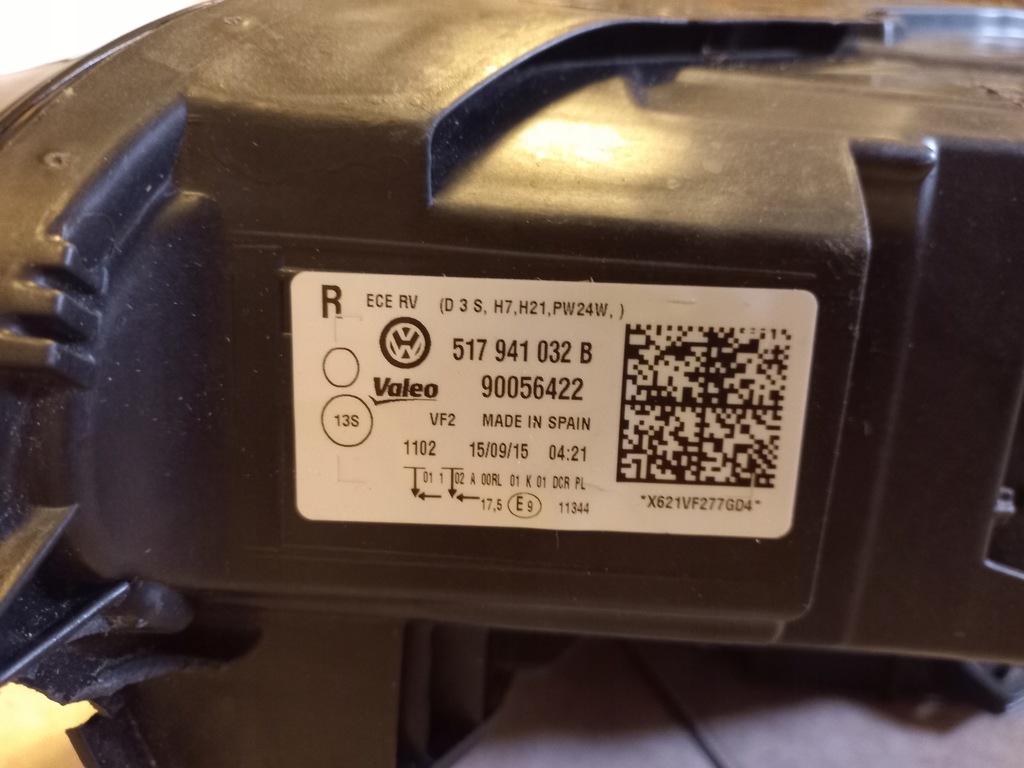 R ECE RV (D 3 S, H7,H21,PW24W, )
517 941 032 B
Valeo 90056422
13S VF2 MADE IN SPAIN
1102 15/09/15 04:21
01 1 02 A 00RL 01 K 01 DCR PL
17,5 E9 11344
*X621VF277GD4*